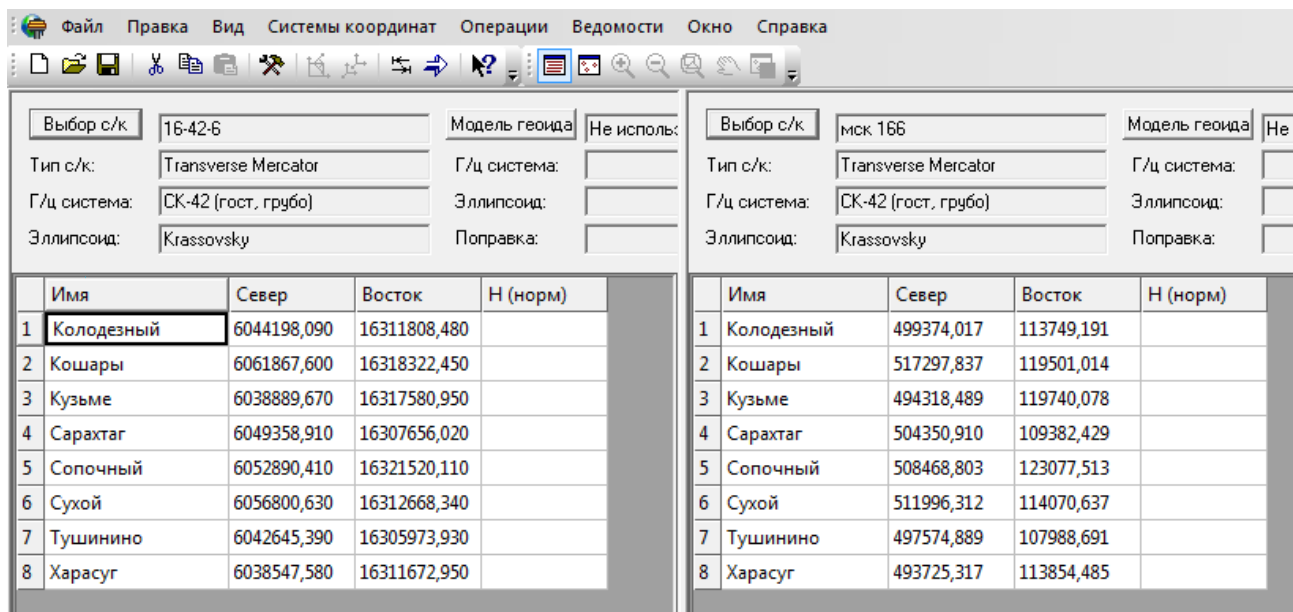 Файл Правка Вид Системы координат Операции Ведомости Окно Справка
Выбор с/к 16-42-6 Модель геоида Не использ
Тип с/к: Transverse Mercator Г/ц система:
Г/ц система: СК-42 (гост, грубо) Эллипсоид:
Эллипсоид: Krassovsky Поправка:
Имя Север Восток H (норм)
1 Колодезный 6044198,090 16311808,480
2 Кошары 6061867,600 16318322,450
3 Кузьме 6038889,670 16317580,950
4 Сарахтаг 6049358,910 16307656,020
5 Сопочный 6052890,410 16321520,110
6 Сухой 6056800,630 16312668,340
7 Тушинино 6042645,390 16305973,930
8 Харасуг 6038547,580 16311672,950
Выбор с/к мск 166 Модель геоида Не
Тип с/к: Transverse Mercator Г/ц система:
Г/ц система: СК-42 (гост, грубо) Эллипсоид:
Эллипсоид: Krassovsky Поправка:
Имя Север Восток H (норм)
1 Колодезный 499374,017 113749,191
2 Кошары 517297,837 119501,014
3 Кузьме 494318,489 119740,078
4 Сарахтаг 504350,910 109382,429
5 Сопочный 508468,803 123077,513
6 Сухой 511996,312 114070,637
7 Тушинино 497574,889 107988,691
8 Харасуг 493725,317 113854,485